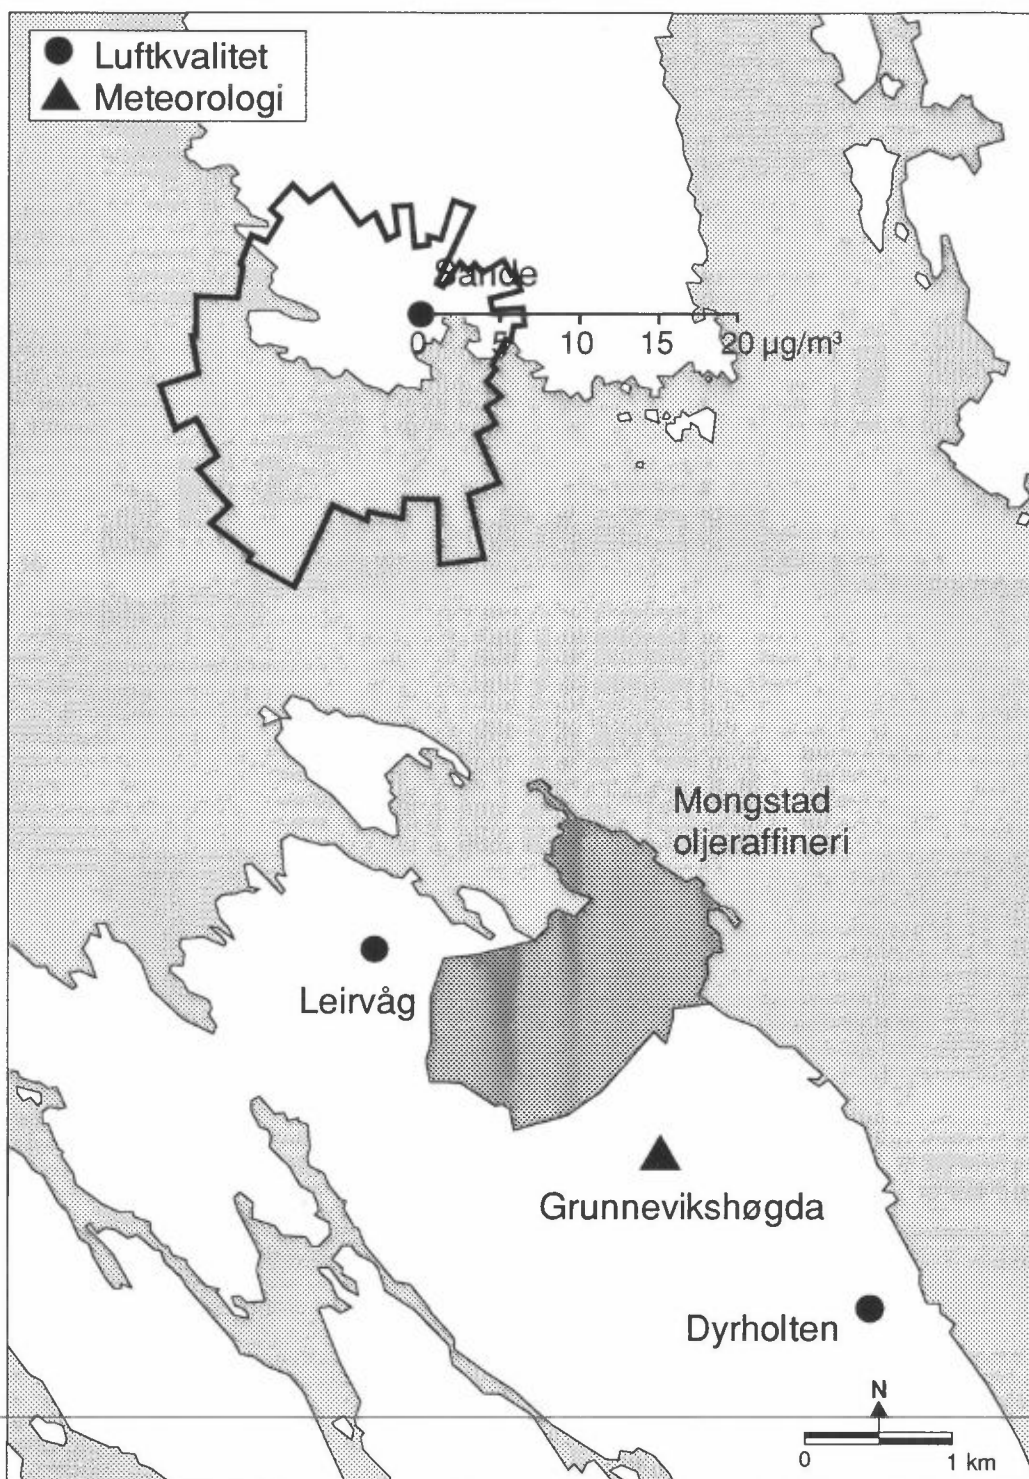 Luftkvalitet
Meteorologi
Sande
0 5 10 15 20 µg/m³
Mongstad
oljeraffineri
Leirvåg
Grunnevikshøgda
Dyrholten
N
0 1 km